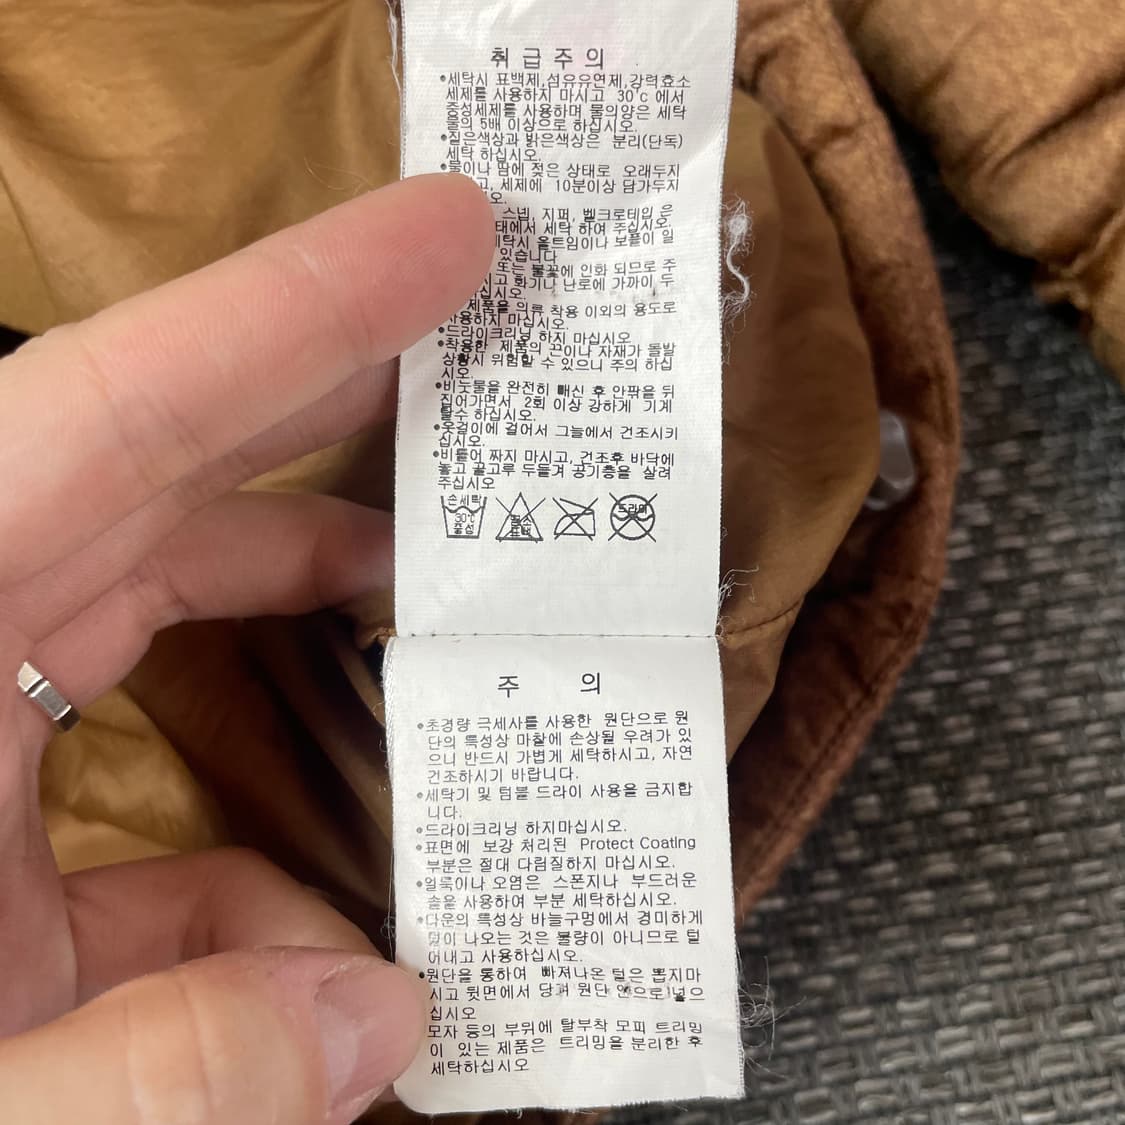 취급주의
•세탁시 표백제,섬유유연제,강력효소
세제를 사용하지 마시고 30℃에서
중성세제를 사용하며 물의양은 세탁
물의 5배 이상으로 하십시오.
•짙은색상과 밝은색상은 분리(단독)
세탁 하십시오.
•물이나 땀에 젖은 상태로 오래두지
고, 세제에 10분이상 담가두지
오.
스냅, 지퍼, 벨크로테입 은
태에서 세탁 하여 주십시오.
세탁시 올트임이나 보풀이 일
있습니다
또는 불꽃에 인화 되므로 주
시고 화기나 난로에 가까이 두
십시오.
제품을 의류 착용 이외의 용도로
사용하지 마십시오.
•드라이크리닝 하지 마십시오
•착용한 제품의 끈이나 자재가 돌발
상황시 위험할 수 있으니 주의 하십
시오.
•비눗물을 완전히 빼신 후 안팎을 뒤
집어가면서 2회 이상 강하게 기계
탈수 하십시오.
•옷걸이에 걸어서 그늘에서 건조시키
십시오.
•비틀어 짜지 마시고, 건조후 바닥에
놓고 골고루 두들겨 공기층을 살려
주십시오
손세탁 30℃ 중성 염소 표백 드라이
주 의
•초경량 극세사를 사용한 원단으로 원
단의 특성상 마찰에 손상될 우려가 있
으니 반드시 가볍게 세탁하시고, 자연
건조하시기 바랍니다.
•세탁기 및 텀블 드라이 사용을 금지합
니다.
•드라이크리닝 하지마십시오.
•표면에 보강 처리된 Protect Coating
부분은 절대 다림질하지 마십시오.
•얼룩이나 오염은 스폰지나 부드러운
솔을 사용하여 부분 세탁하십시오.
•다운의 특성상 바늘구멍에서 경미하게
털이 나오는 것은 불량이 아니므로 털
어내고 사용하십시오.
•원단을 통하여 빠져나온 털은 뽑지마
시고 뒷면에서 당겨 원단 안으로 넣으
십시오
모자 등의 부위에 탈부착 모피 트리밍
이 있는 제품은 트리밍을 분리한 후
세탁하십시오